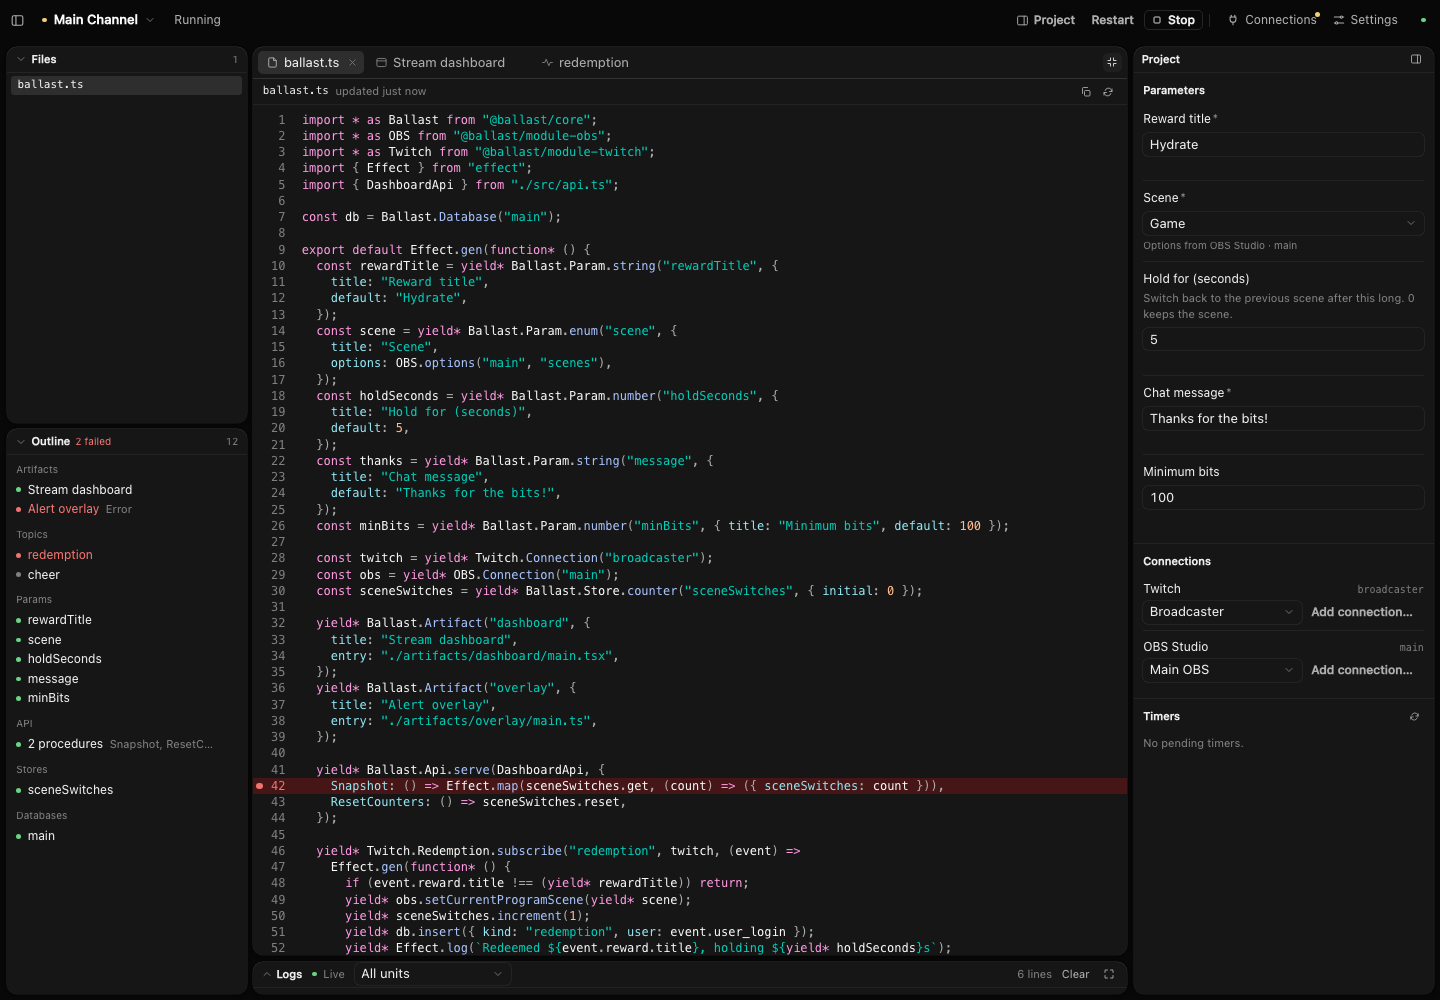 Main Channel
Running
Project
Restart
Stop
Connections
Settings
Files
1
ballast.ts
Outline 2 failed
12
Artifacts
Stream dashboard
Alert overlay Error
Topics
redemption
cheer
Params
rewardTitle
scene
holdSeconds
message
minBits
API
2 procedures Snapshot, ResetC...
Stores
sceneSwitches
Databases
main
ballast.ts
Stream dashboard
redemption
ballast.ts updated just now
1 import * as Ballast from "@ballast/core";
2 import * as OBS from "@ballast/module-obs";
3 import * as Twitch from "@ballast/module-twitch";
4 import { Effect } from "effect";
5 import { DashboardApi } from "./src/api.ts";
6
7 const db = Ballast.Database("main");
8
9 export default Effect.gen(function* () {
10 const rewardTitle = yield* Ballast.Param.string("rewardTitle", {
11 title: "Reward title",
12 default: "Hydrate",
13 });
14 const scene = yield* Ballast.Param.enum("scene", {
15 title: "Scene",
16 options: OBS.options("main", "scenes"),
17 });
18 const holdSeconds = yield* Ballast.Param.number("holdSeconds", {
19 title: "Hold for (seconds)",
20 default: 5,
21 });
22 const thanks = yield* Ballast.Param.string("message", {
23 title: "Chat message",
24 default: "Thanks for the bits!",
25 });
26 const minBits = yield* Ballast.Param.number("minBits", { title: "Minimum bits", default: 100 });
27
28 const twitch = yield* Twitch.Connection("broadcaster");
29 const obs = yield* OBS.Connection("main");
30 const sceneSwitches = yield* Ballast.Store.counter("sceneSwitches", { initial: 0 });
31
32 yield* Ballast.Artifact("dashboard", {
33 title: "Stream dashboard",
34 entry: "./artifacts/dashboard/main.tsx",
35 });
36 yield* Ballast.Artifact("overlay", {
37 title: "Alert overlay",
38 entry: "./artifacts/overlay/main.ts",
39 });
40
41 yield* Ballast.Api.serve(DashboardApi, {
42 Snapshot: () => Effect.map(sceneSwitches.get, (count) => ({ sceneSwitches: count })),
43 ResetCounters: () => sceneSwitches.reset,
44 });
45
46 yield* Twitch.Redemption.subscribe("redemption", twitch, (event) =>
47 Effect.gen(function* () {
48 if (event.reward.title !== (yield* rewardTitle)) return;
49 yield* obs.setCurrentProgramScene(yield* scene);
50 yield* sceneSwitches.increment(1);
51 yield* db.insert({ kind: "redemption", user: event.user_login });
52 yield* Effect.log(`Redeemed ${event.reward.title}, holding ${yield* holdSeconds}s`);
Logs
Live
All units
6 lines
Clear
Project
Parameters
Reward title*
Hydrate
Scene*
Game
Options from OBS Studio · main
Hold for (seconds)
Switch back to the previous scene after this long. 0
keeps the scene.
5
Chat message*
Thanks for the bits!
Minimum bits
100
Connections
Twitch
broadcaster
Broadcaster
Add connection...
OBS Studio
main
Main OBS
Add connection...
Timers
No pending timers.